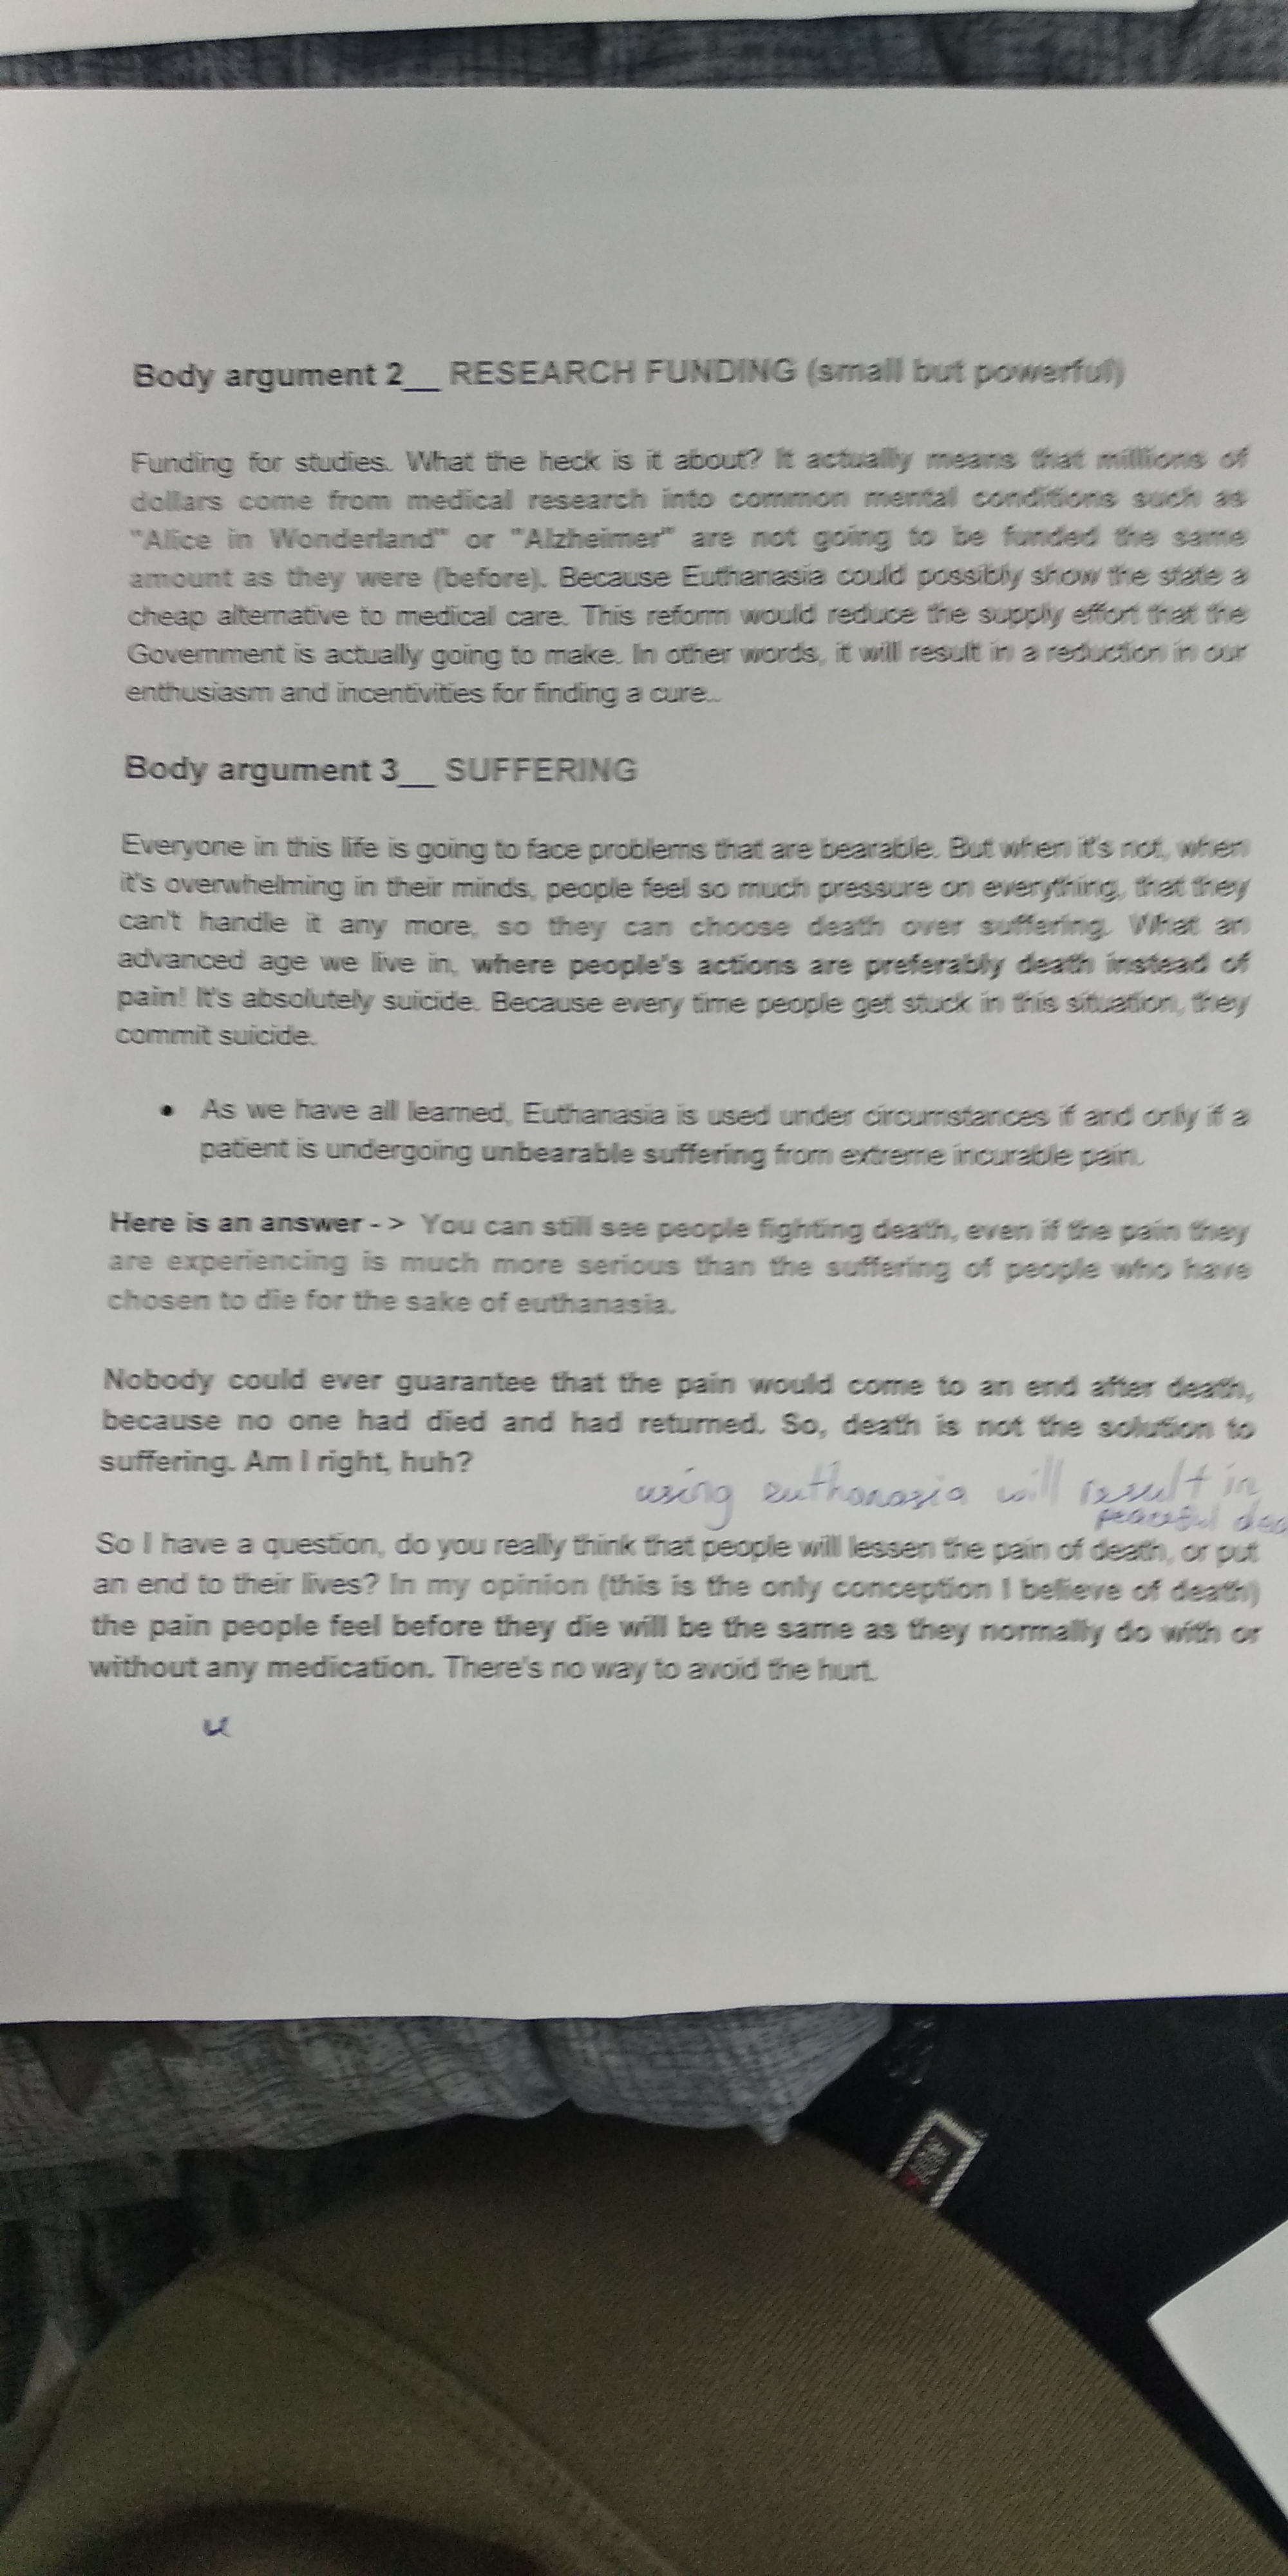 Body argument 2__ RESEARCH FUNDING (small but powerful)
Funding for studies. What the heck is it about? It actually means that millions of
dollars come from medical research into common mental conditions such as
"Alice in Wonderland" or "Alzheimer" are not going to be funded the same
amount as they were (before). Because Euthanasia could possibly show the state a
cheap alternative to medical care. This reform would reduce the supply effort that the
Government is actually going to make. In other words, it will result in a reduction in our
enthusiasm and incentivities for finding a cure..
Body argument 3__ SUFFERING
Everyone in this life is going to face problems that are bearable. But when it's not, when
it's overwhelming in their minds, people feel so much pressure on everything, that they
can't handle it any more, so they can choose death over suffering. What an
advanced age we live in, where people's actions are preferably death instead of
pain! It's absolutely suicide. Because every time people get stuck in this situation, they
commit suicide.
• As we have all learned, Euthanasia is used under circumstances if and only if a
patient is undergoing unbearable suffering from extreme incurable pain.
Here is an answer - > You can still see people fighting death, even if the pain they
are experiencing is much more serious than the suffering of people who have
chosen to die for the sake of euthanasia.
Nobody could ever guarantee that the pain would come to an end after death,
because no one had died and had returned. So, death is not the solution to
suffering. Am I right, huh?
using euthanasia will result in
peaceful dea
So I have a question, do you really think that people will lessen the pain of death, or put
an end to their lives? In my opinion (this is the only conception I believe of death)
the pain people feel before they die will be the same as they normally do with or
without any medication. There's no way to avoid the hurt.